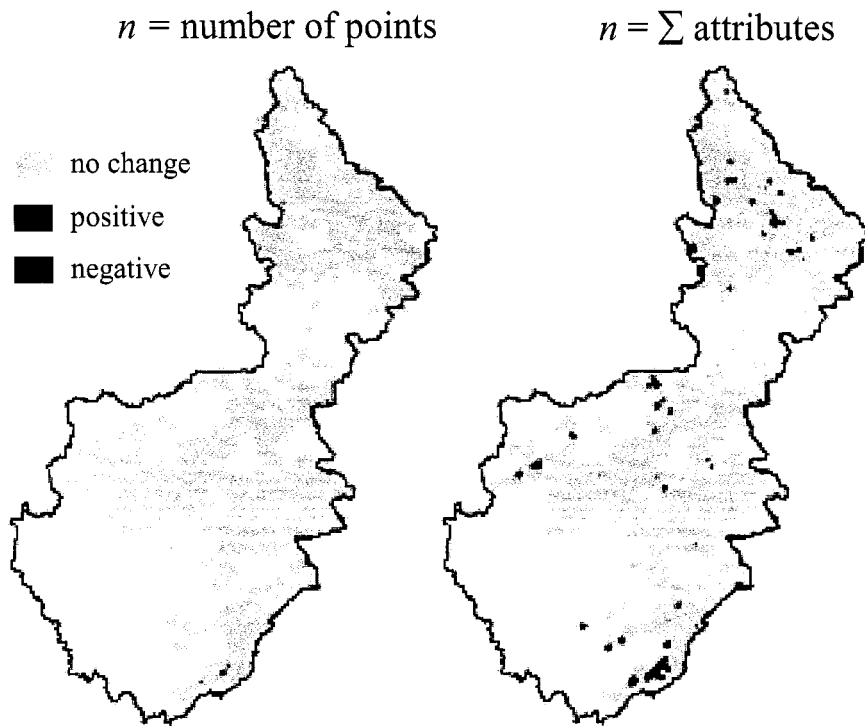 n = number of points
n = ∑ attributes
no change
positive
negative